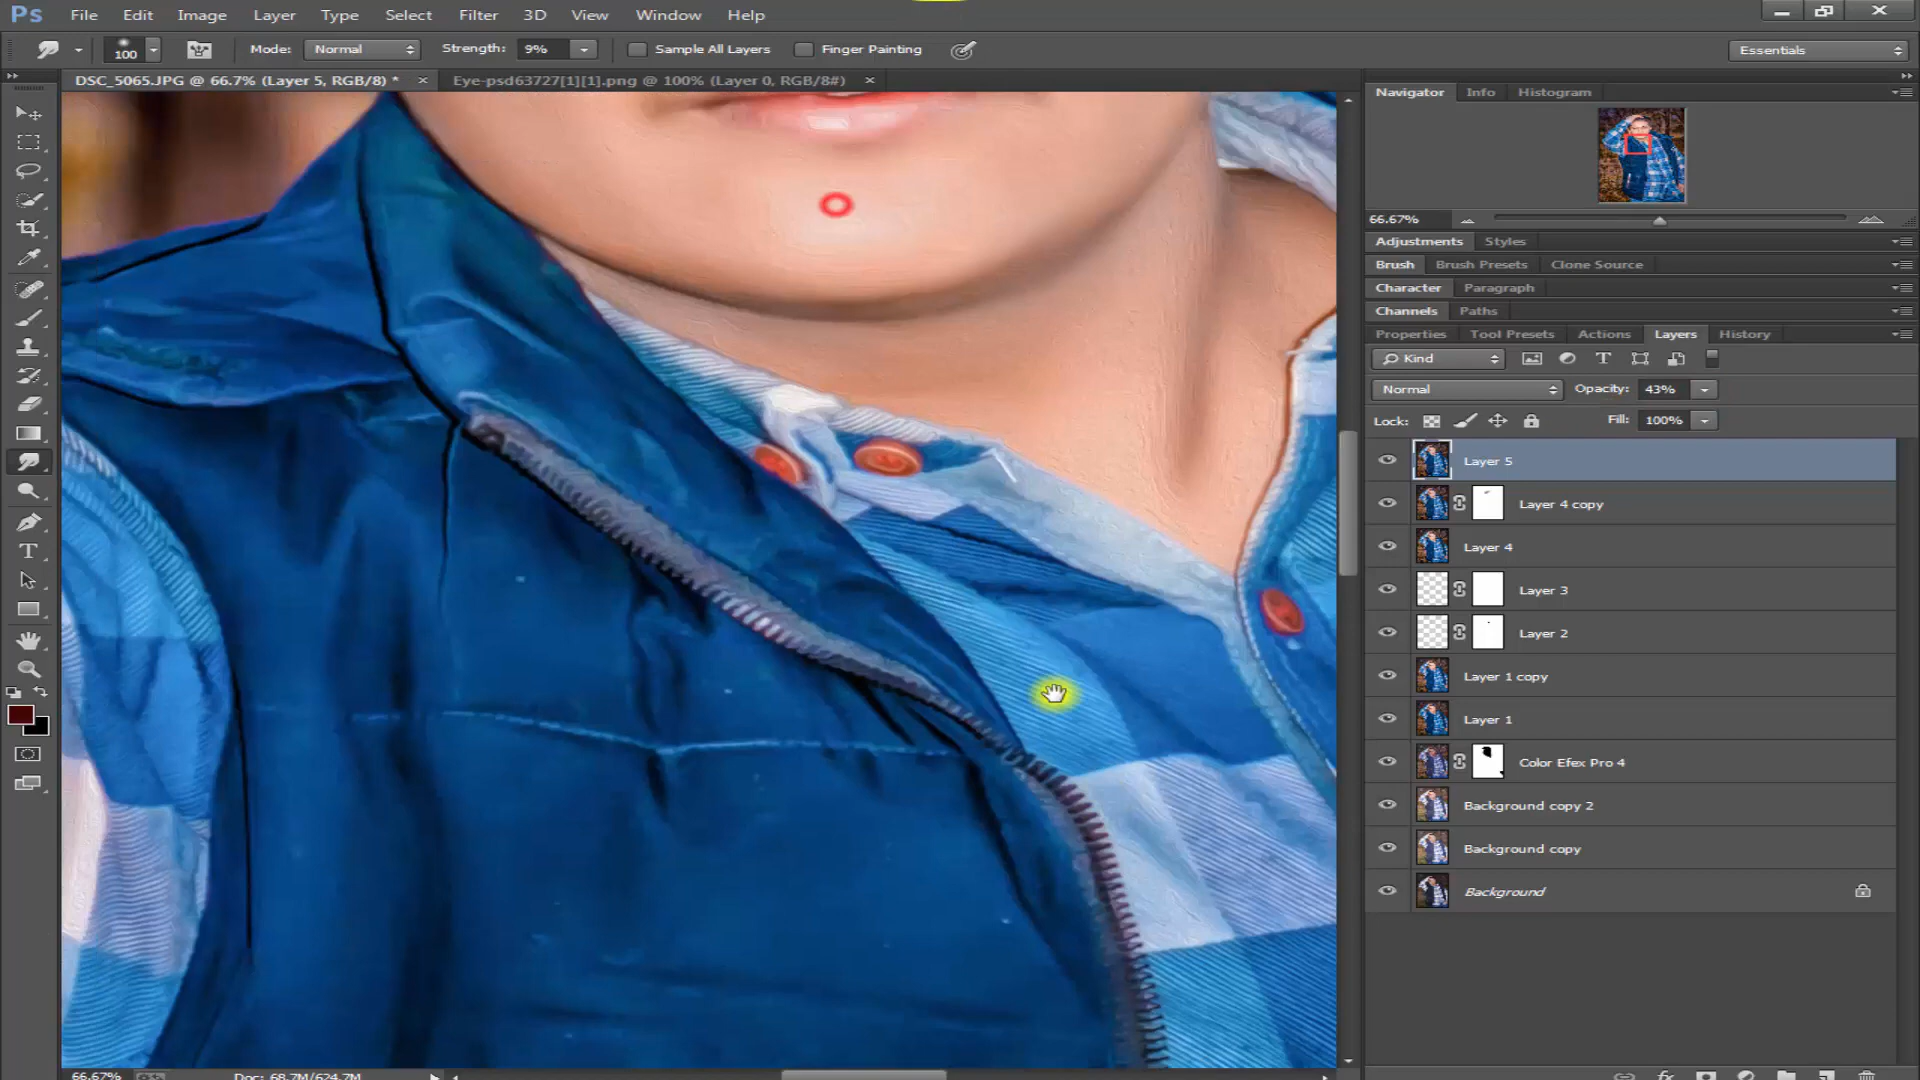 Ps File Edit Image Layer Type Select Filter 3D View Window Help
100 Mode: Normal Strength: 9% Sample All Layers Finger Painting Essentials
DSC_5065.JPG @ 66.7% (Layer 5, RGB/8) * × Eye-psd63727[1][1].png @ 100% (Layer 0, RGB/8#) ×
Navigator Info Histogram
66.67%
Adjustments Styles
Brush Brush Presets Clone Source
Character Paragraph
Channels Paths
Properties Tool Presets Actions Layers History
Kind
Normal Opacity: 43%
Lock: Fill: 100%
Layer 5
Layer 4 copy
Layer 4
Layer 3
Layer 2
Layer 1 copy
Layer 1
Color Efex Pro 4
Background copy 2
Background copy
Background
66.67% Doc: 68.7M/624.7M